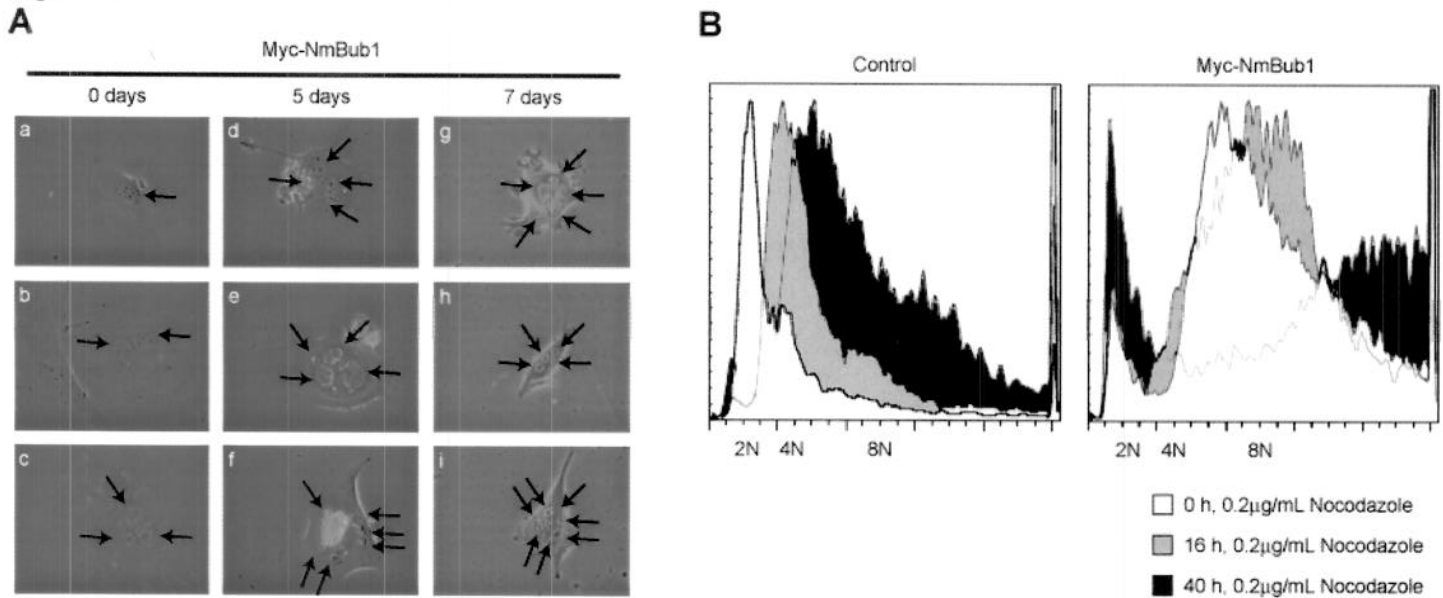 A
Myc-NmBub1
0 days
5 days
7 days
a
d
g
b
e
h
c
f
i
B
Control
Myc-NmBub1
2N 4N 8N
2N 4N 8N
0 h, 0.2μg/mL Nocodazole
16 h, 0.2μg/mL Nocodazole
40 h, 0.2μg/mL Nocodazole